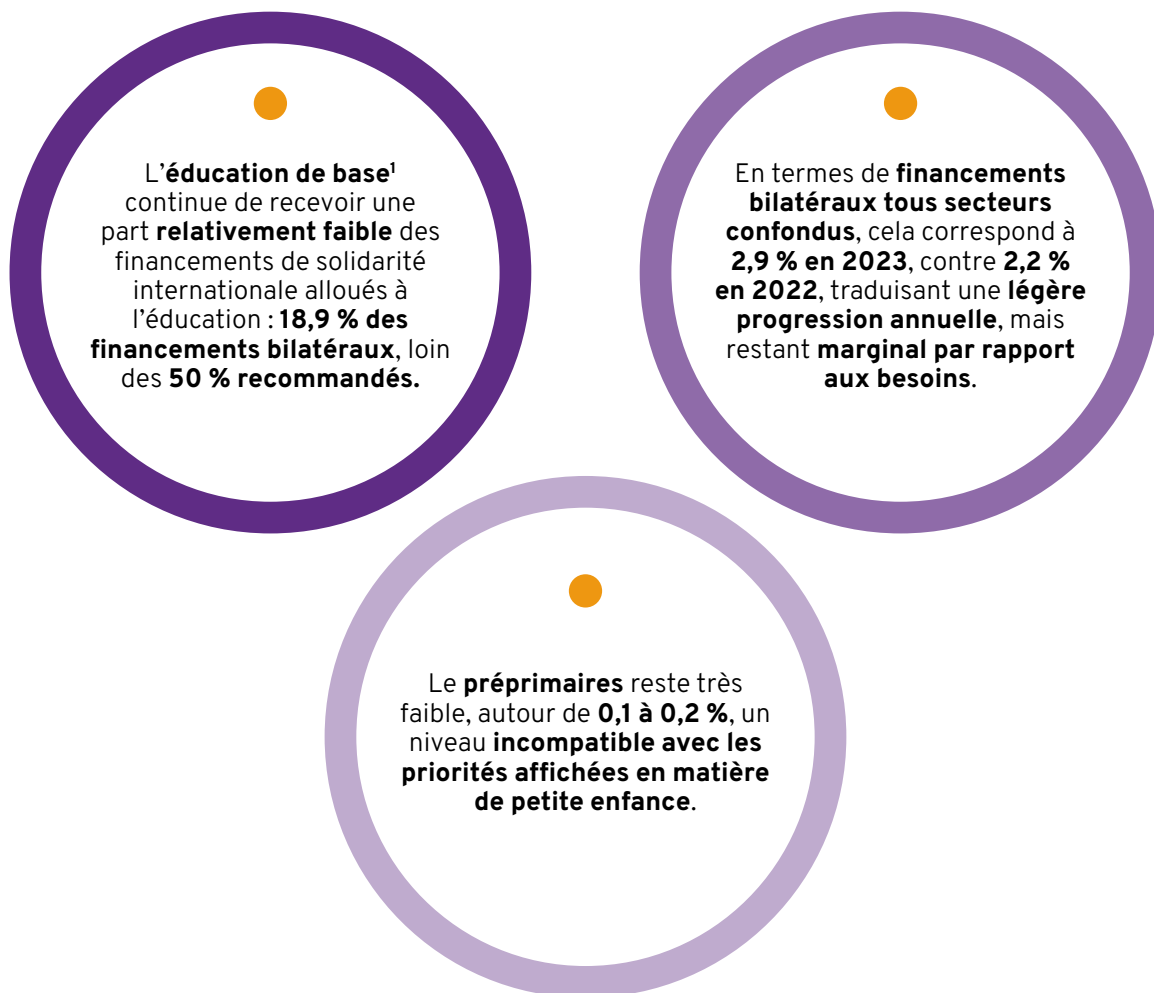 L’éducation de base¹
continue de recevoir une
part relativement faible des
financements de solidarité
internationale alloués à
l’éducation : 18,9 % des
financements bilatéraux, loin
des 50 % recommandés.
En termes de financements
bilatéraux tous secteurs
confondus, cela correspond à
2,9 % en 2023, contre 2,2 %
en 2022, traduisant une légère
progression annuelle, mais
restant marginal par rapport
aux besoins.
Le préprimaires reste très
faible, autour de 0,1 à 0,2 %, un
niveau incompatible avec les
priorités affichées en matière
de petite enfance.